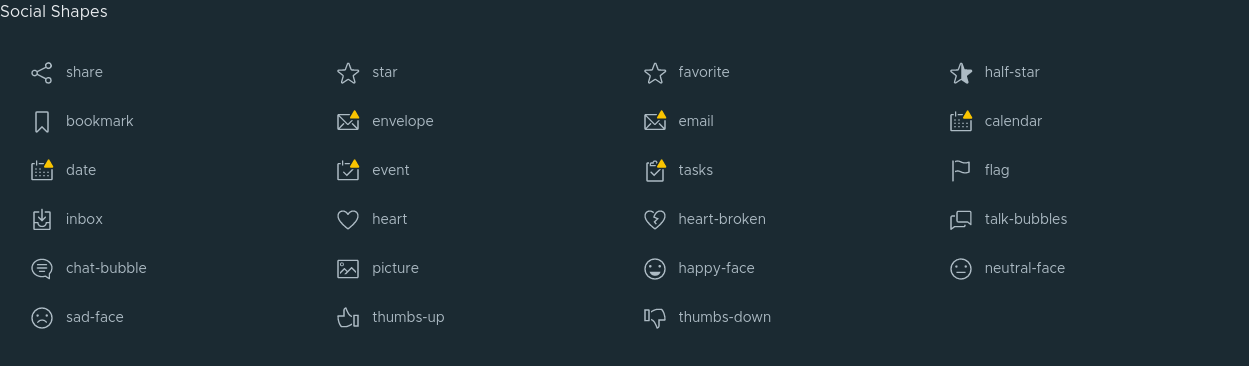 Social Shapes
share star favorite half-star
bookmark envelope email calendar
date event tasks flag
inbox heart heart-broken talk-bubbles
chat-bubble picture happy-face neutral-face
sad-face thumbs-up thumbs-down